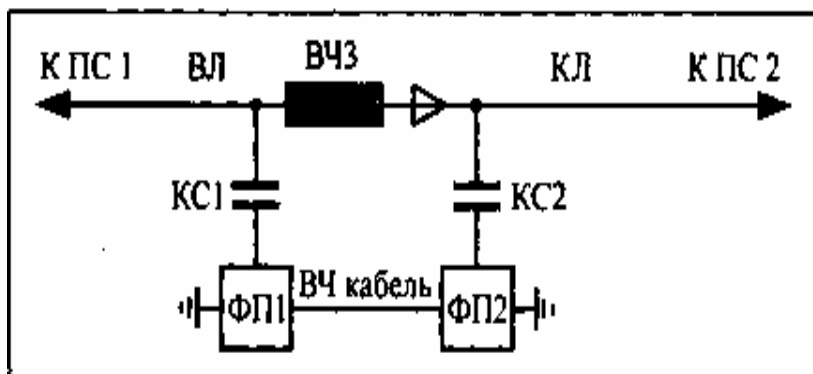 К ПС 1 ВЛ ВЧЗ КЛ К ПС 2
КС1 КС2
ФП1 ВЧ кабель ФП2